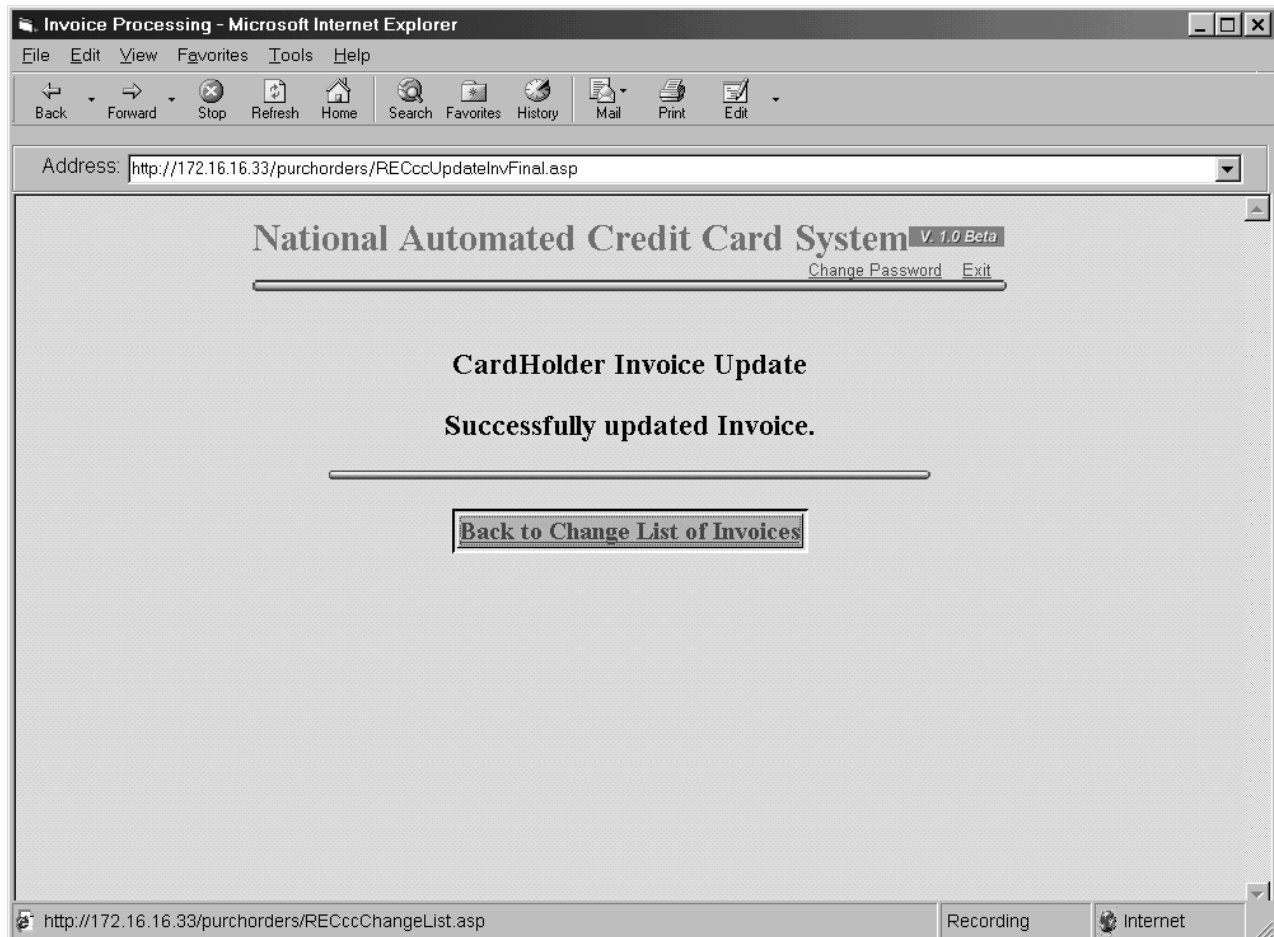 Invoice Processing - Microsoft Internet Explorer
File Edit View Favorites Tools Help
Back Forward Stop Refresh Home Search Favorites History Mail Print Edit
Address: http://172.16.16.33/purchorders/RECccUpdateInvFinal.asp
National Automated Credit Card System V. 1.0 Beta
Change Password Exit
CardHolder Invoice Update
Successfully updated Invoice.
Back to Change List of Invoices
http://172.16.16.33/purchorders/RECccChangeList.asp Recording Internet